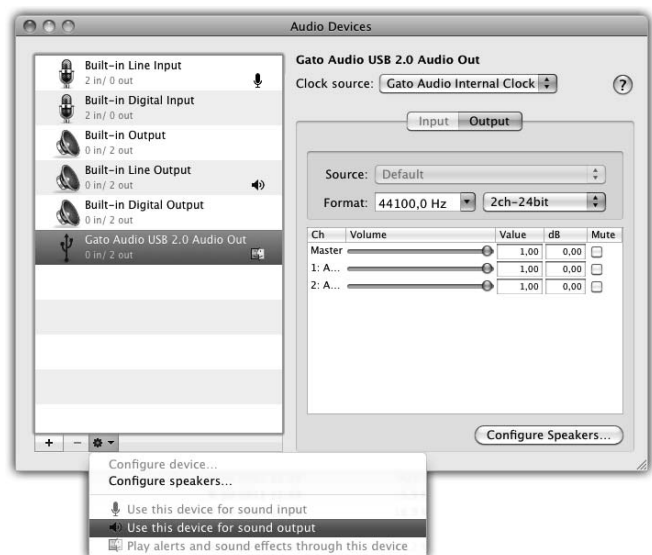 Audio Devices
Built-in Line Input
2 in/ 0 out
Built-in Digital Input
2 in/ 0 out
Built-in Output
0 in/ 2 out
Built-in Line Output
0 in/ 2 out
Built-in Digital Output
0 in/ 2 out
Gato Audio USB 2.0 Audio Out
0 in/ 2 out
+ −
Gato Audio USB 2.0 Audio Out
Clock source: Gato Audio Internal Clock ?
Input Output
Source: Default
Format: 44100,0 Hz 2ch-24bit
Ch Volume Value dB Mute
Master 1,00 0,00
1: A... 1,00 0,00
2: A... 1,00 0,00
Configure Speakers...
Configure device...
Configure speakers...
Use this device for sound input
Use this device for sound output
Play alerts and sound effects through this device